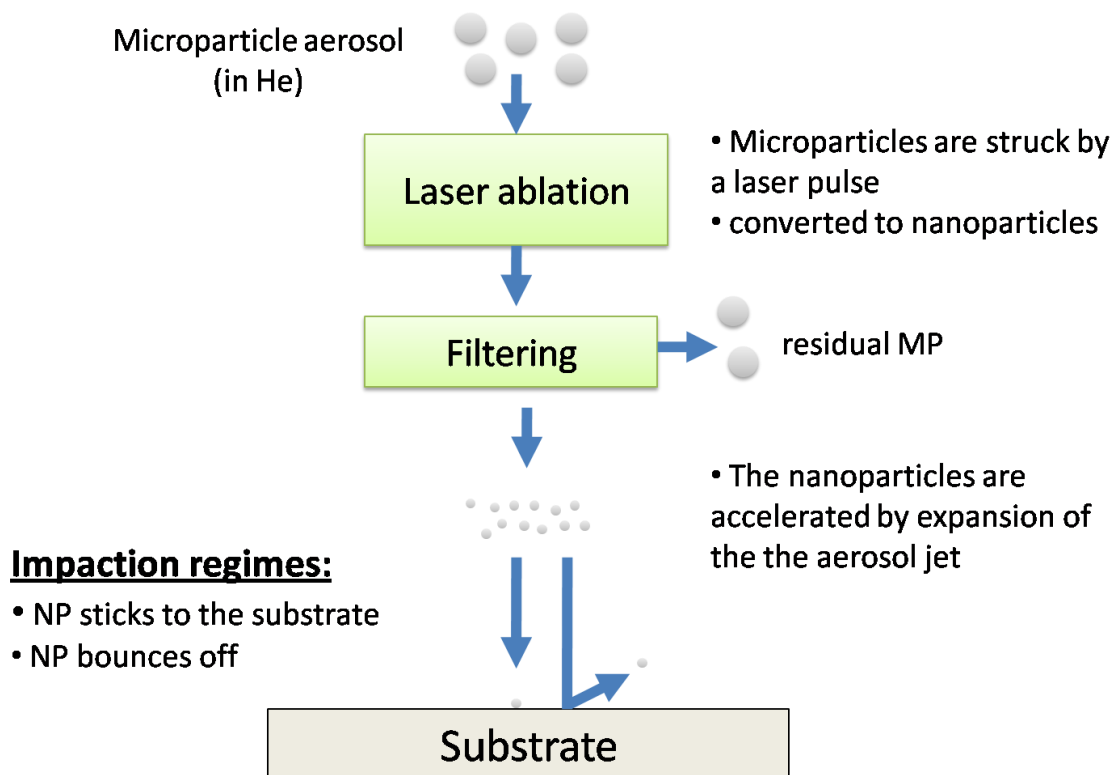 Microparticle aerosol
(in He)
Laser ablation
• Microparticles are struck by
a laser pulse
• converted to nanoparticles
Filtering
residual MP
• The nanoparticles are
accelerated by expansion of
the the aerosol jet
Impaction regimes:
• NP sticks to the substrate
• NP bounces off
Substrate